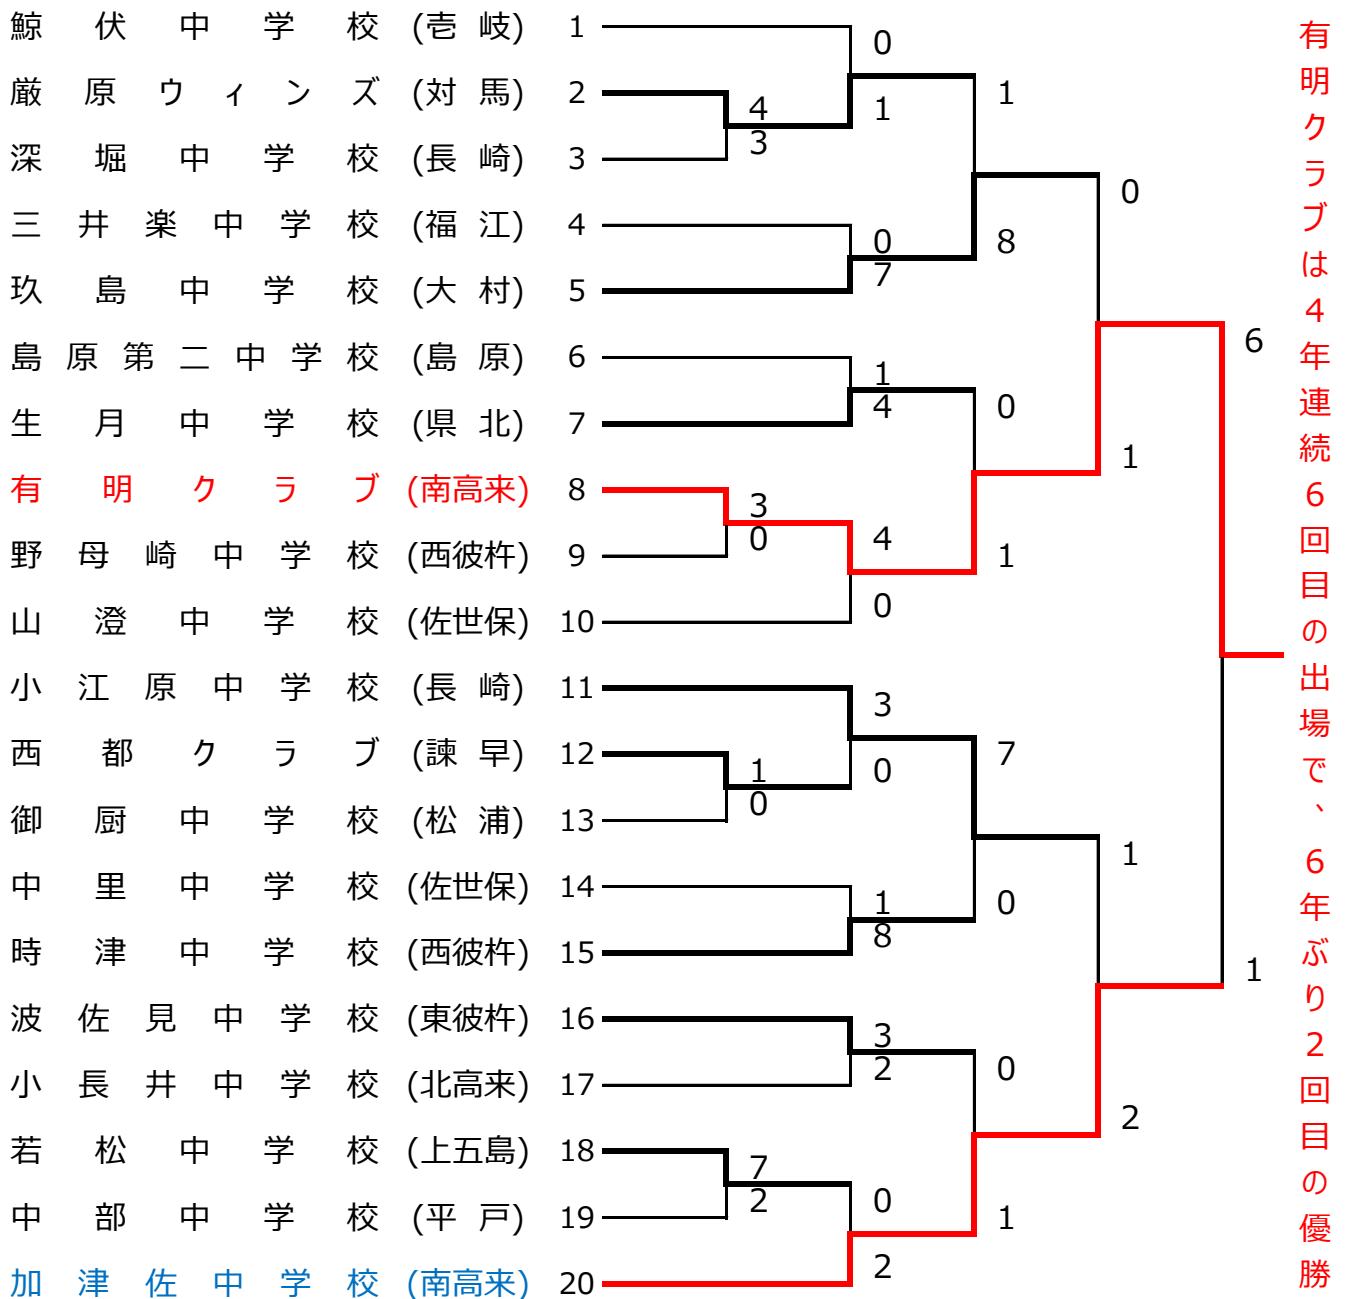 鯨伏中学校 (壱岐) 1
厳原ウィンズ (対馬) 2
深堀中学校 (長崎) 3
三井楽中学校 (福江) 4
玖島中学校 (大村) 5
島原第二中学校 (島原) 6
生月中学校 (県北) 7
有明クラブ (南高来) 8
野母崎中学校 (西彼杵) 9
山澄中学校 (佐世保) 10
小江原中学校 (長崎) 11
西都クラブ (諫早) 12
御厨中学校 (松浦) 13
中里中学校 (佐世保) 14
時津中学校 (西彼杵) 15
波佐見中学校 (東彼杵) 16
小長井中学校 (北高来) 17
若松中学校 (上五島) 18
中部中学校 (平戸) 19
加津佐中学校 (南高来) 20
4
3
3
0
1
0
7
2
0
1
0
7
1
4
4
0
3
0
1
8
3
2
0
2
1
8
0
1
7
0
0
1
0
1
1
2
6
1
有明クラブは4年連続6回目の出場で、6年ぶり2回目の優勝